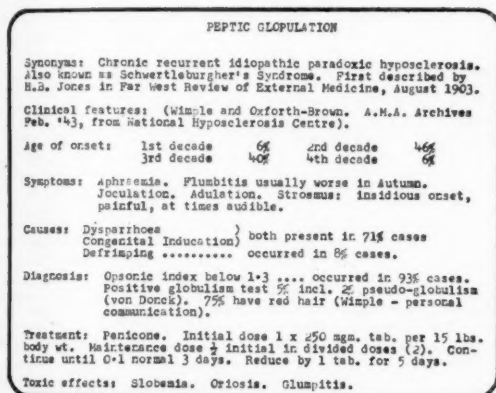 PEPTIC GLOPULATION
Synonyms: Chronic recurrent idiopathic paradoxic hyposclerosis.
Also known as Schwertleburgher's Syndrome. First described by
H.B. Jones in Far West Review of External Medicine, August 1903.
Clinical features: (Wimple and Oxforth-Brown. A.M.A. Archives
Feb. '43, from National Hyposclerosis Centre).
Age of onset: 1st decade 6% 2nd decade 46%
3rd decade 40% 4th decade 6%
Symptoms: Aphraemia. Flumbitis usually worse in Autumn.
Joculation. Adulation. Strosmus: insidious onset,
painful, at times audible.
Causes: Dysparrhoea )
Congenital Inducation) both present in 71% cases
Defrimping .......... occurred in 8% cases.
Diagnosis: Opsonic index below 1·3 .... occurred in 93% cases.
Positive globulism test 5% incl. 2% pseudo-globulism
(von Donck). 75% have red hair (Wimple - personal
communication).
Treatment: Penicone. Initial dose 1 x 250 mgm. tab. per 15 lbs.
body wt. Maintenance dose ½ initial in divided doses (2). Con-
tinue until 0·1 normal 3 days. Reduce by 1 tab. for 5 days.
Toxic effects: Slobemia. Oriosis. Glumpitis.